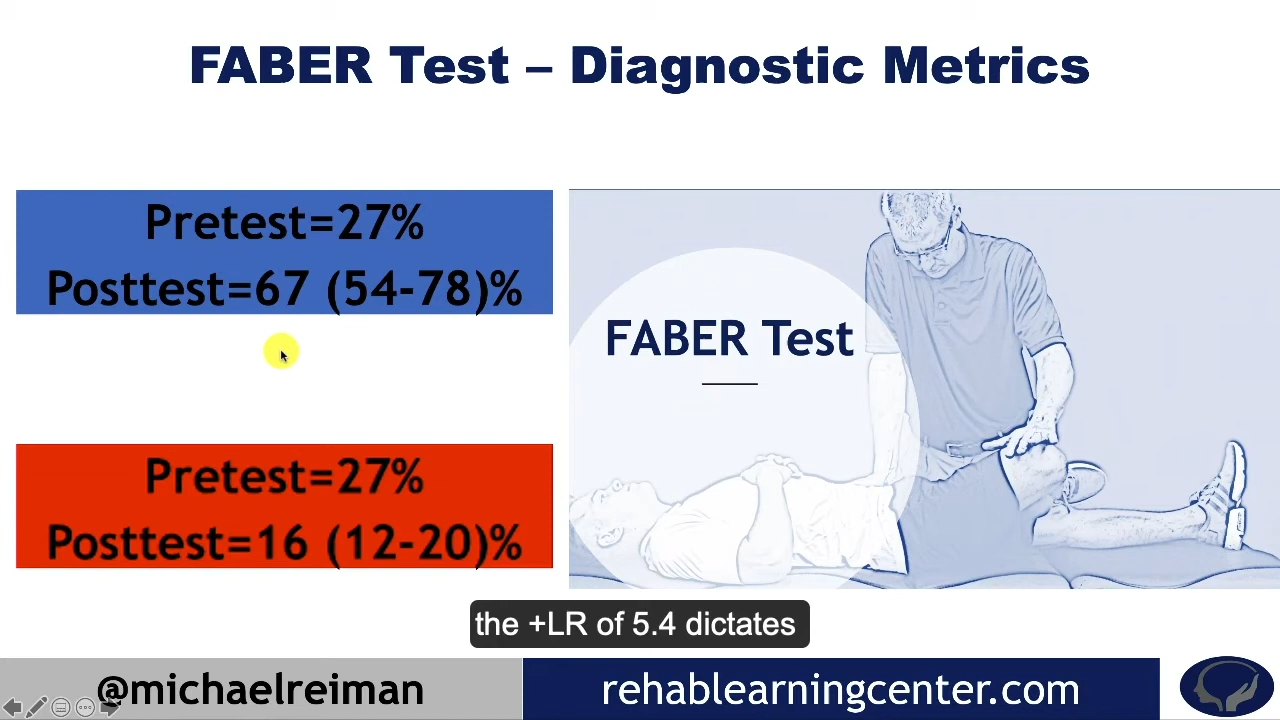 FABER Test – Diagnostic Metrics
Pretest=27%
Posttest=67 (54-78)%
FABER Test
Pretest=27%
Posttest=16 (12-20)%
the +LR of 5.4 dictates
@michaelreiman
rehablearningcenter.com